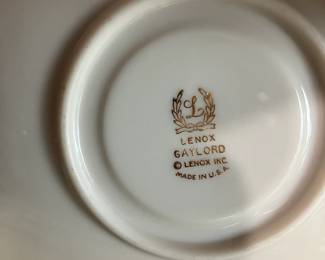 L
LENOX
GAYLORD
© LENOX INC.
MADE IN U.S.A.